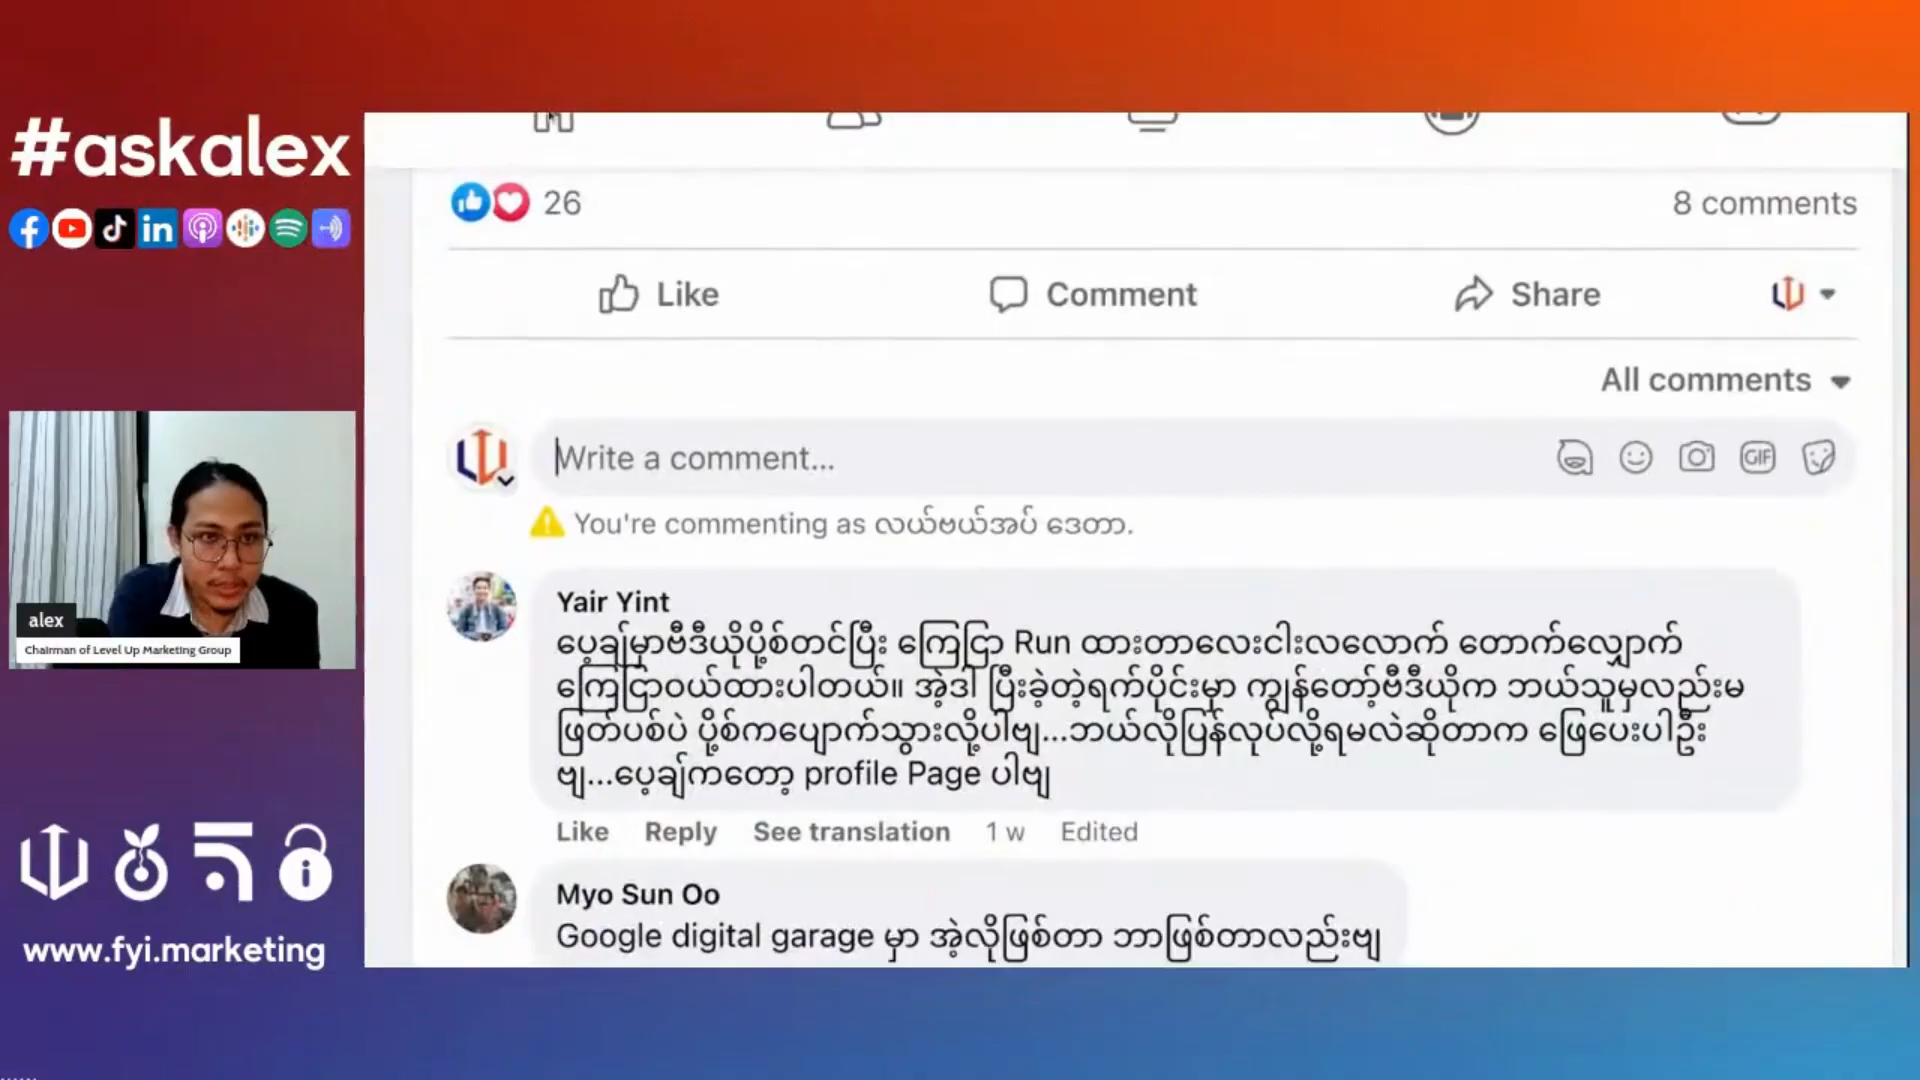 #askalex
alex
Chairman of Level Up Marketing Group
www.fyi.marketing
26
8 comments
Like
Comment
Share
All comments
Write a comment...
GIF
You're commenting as လယ်ဗယ်အပ် ဒေတာ.
Yair Yint
ပေ့ချ်မှာဗီဒီယိုပို့စ်တင်ပြီး ကြေငြာ Run ထားတာလေးငါးလလောက် တောက်လျှောက်
ကြေငြာဝယ်ထားပါတယ်။ အဲ့ဒါ ပြီးခဲ့တဲ့ရက်ပိုင်းမှာ ကျွန်တော့်ဗီဒီယိုက ဘယ်သူမှလည်းမ
ဖြတ်ပစ်ပဲ ပို့စ်ကပျောက်သွားလို့ပါဗျ...ဘယ်လိုပြန်လုပ်လို့ရမလဲဆိုတာက ဖြေပေးပါဦး
ဗျ...ပေ့ချ်ကတော့ profile Page ပါဗျ
Like Reply See translation 1 w Edited
Myo Sun Oo
Google digital garage မှာ အဲ့လိုဖြစ်တာ ဘာဖြစ်တာလည်းဗျ